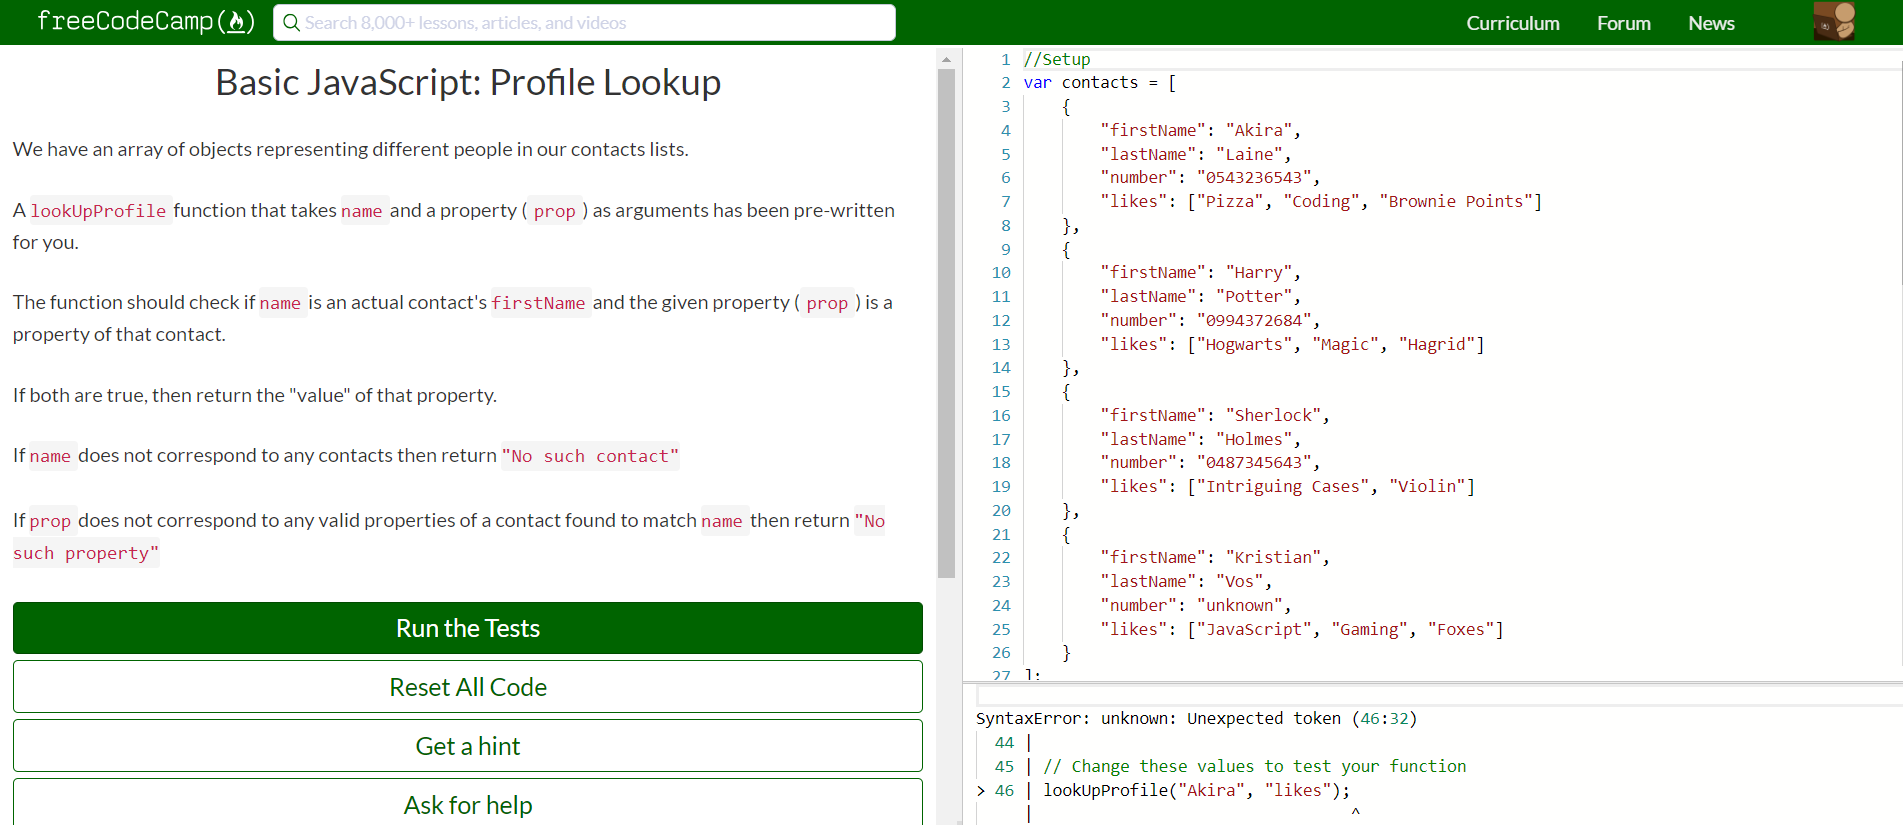 freeCodeCamp(🔥)
Search 8,000+ lessons, articles, and videos
Curriculum Forum News
Basic JavaScript: Profile Lookup
We have an array of objects representing different people in our contacts lists.
A lookUpProfile function that takes name and a property ( prop ) as arguments has been pre-written
for you.
The function should check if name is an actual contact's firstName and the given property ( prop ) is a
property of that contact.
If both are true, then return the "value" of that property.
If name does not correspond to any contacts then return "No such contact"
If prop does not correspond to any valid properties of a contact found to match name then return "No
such property"
Run the Tests
Reset All Code
Get a hint
Ask for help
1 //Setup
2 var contacts = [
3 {
4 "firstName": "Akira",
5 "lastName": "Laine",
6 "number": "0543236543",
7 "likes": ["Pizza", "Coding", "Brownie Points"]
8 },
9 {
10 "firstName": "Harry",
11 "lastName": "Potter",
12 "number": "0994372684",
13 "likes": ["Hogwarts", "Magic", "Hagrid"]
14 },
15 {
16 "firstName": "Sherlock",
17 "lastName": "Holmes",
18 "number": "0487345643",
19 "likes": ["Intriguing Cases", "Violin"]
20 },
21 {
22 "firstName": "Kristian",
23 "lastName": "Vos",
24 "number": "unknown",
25 "likes": ["JavaScript", "Gaming", "Foxes"]
26 }
27 ];
SyntaxError: unknown: Unexpected token (46:32)
44 |
45 | // Change these values to test your function
> 46 | lookUpProfile("Akira", "likes");
| ^